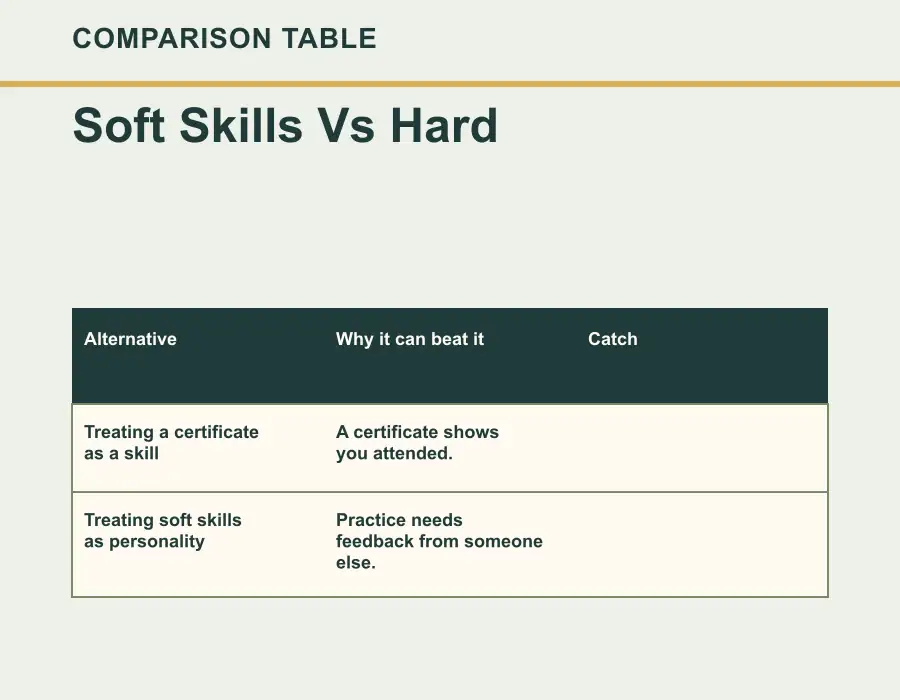 COMPARISON TABLE
Soft Skills Vs Hard
Alternative
Why it can beat it
Catch
Treating a certificate
as a skill
A certificate shows
you attended.
Treating soft skills
as personality
Practice needs
feedback from someone
else.